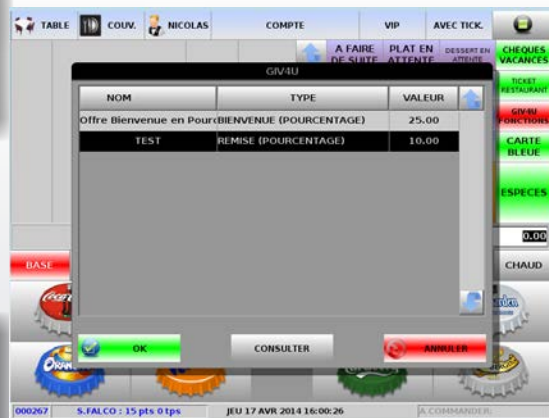 TABLE COUV. NICOLAS COMPTE VIP AVEC TICK.
A FAIRE DE SUITE
PLAT EN ATTENTE
DESSERT EN ATTENTE
CHEQUES VACANCES
GIV4U
TICKET RESTAURANT
NOM TYPE VALEUR
GIV4U FONCTIONS
Offre Bienvenue en Pour BIENVENUE (POURCENTAGE) 25.00
TEST REMISE (POURCENTAGE) 10.00
CARTE BLEUE
ESPECES
0.00
BASE CHAUD
OK CONSULTER ANNULER
000267 S.FALCO : 15 pts 0 tps JEU 17 AVR 2014 16:00:26 A COMMANDER: